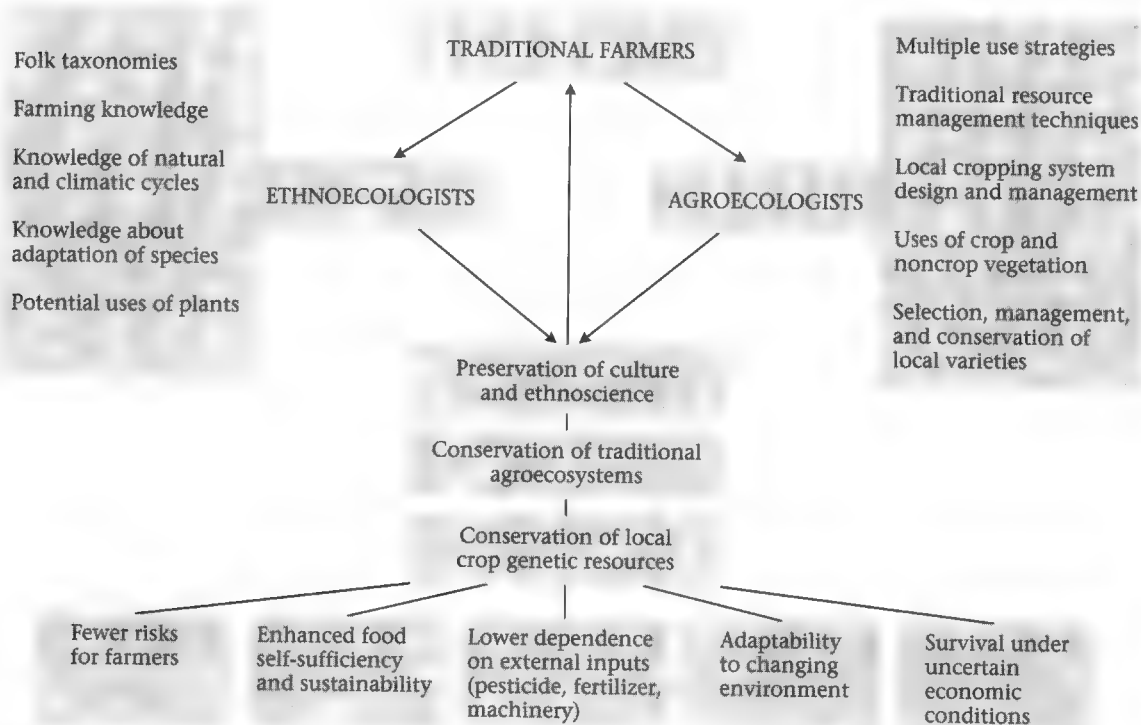 TRADITIONAL FARMERS
Folk taxonomies
Farming knowledge
Knowledge of natural
and climatic cycles
Knowledge about
adaptation of species
Potential uses of plants
ETHNOECOLOGISTS
AGROECOLOGISTS
Multiple use strategies
Traditional resource
management techniques
Local cropping system
design and management
Uses of crop and
noncrop vegetation
Selection, management,
and conservation of
local varieties
Preservation of culture
and ethnoscience
Conservation of traditional
agroecosystems
Conservation of local
crop genetic resources
Fewer risks
for farmers
Enhanced food
self-sufficiency
and sustainability
Lower dependence
on external inputs
(pesticide, fertilizer,
machinery)
Adaptability
to changing
environment
Survival under
uncertain
economic
conditions